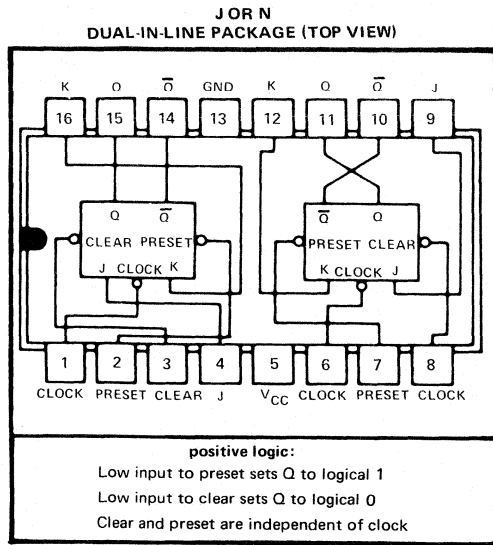 J OR N
DUAL-IN-LINE PACKAGE (TOP VIEW)
K Q Q̅ GND K Q Q̅ J
16 15 14 13 12 11 10 9
Q Q̅ Q̅ Q
CLEAR PRESET PRESET CLEAR
J CLOCK K K CLOCK J
1 2 3 4 5 6 7 8
CLOCK PRESET CLEAR J VCC CLOCK PRESET CLOCK
positive logic:
Low input to preset sets Q to logical 1
Low input to clear sets Q to logical 0
Clear and preset are independent of clock